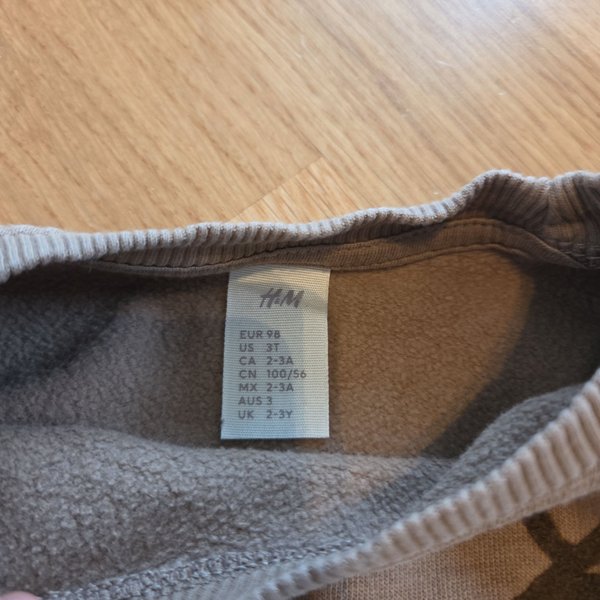 H&M
EUR 98
US 3T
CA 2-3A
CN 100/56
MX 2-3A
AUS 3
UK 2-3Y